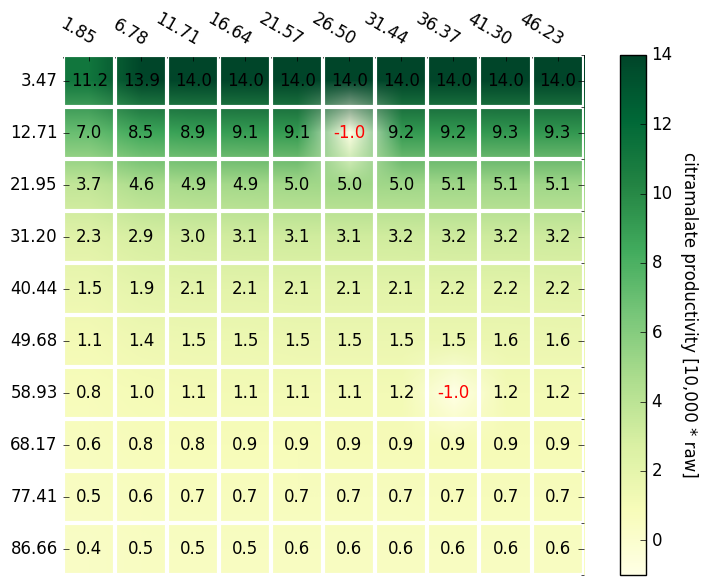 1.85 6.78 11.71 16.64 21.57 26.50 31.44 36.37 41.30 46.23
3.47 11.2 13.9 14.0 14.0 14.0 14.0 14.0 14.0 14.0 14.0
12.71 7.0 8.5 8.9 9.1 9.1 -1.0 9.2 9.2 9.3 9.3
21.95 3.7 4.6 4.9 4.9 5.0 5.0 5.0 5.1 5.1 5.1
31.20 2.3 2.9 3.0 3.1 3.1 3.1 3.2 3.2 3.2 3.2
40.44 1.5 1.9 2.1 2.1 2.1 2.1 2.1 2.2 2.2 2.2
49.68 1.1 1.4 1.5 1.5 1.5 1.5 1.5 1.5 1.6 1.6
58.93 0.8 1.0 1.1 1.1 1.1 1.1 1.2 -1.0 1.2 1.2
68.17 0.6 0.8 0.8 0.9 0.9 0.9 0.9 0.9 0.9 0.9
77.41 0.5 0.6 0.7 0.7 0.7 0.7 0.7 0.7 0.7 0.7
86.66 0.4 0.5 0.5 0.5 0.6 0.6 0.6 0.6 0.6 0.6
14
12
10
8
6
4
2
0
citramalate productivity [10,000 * raw]